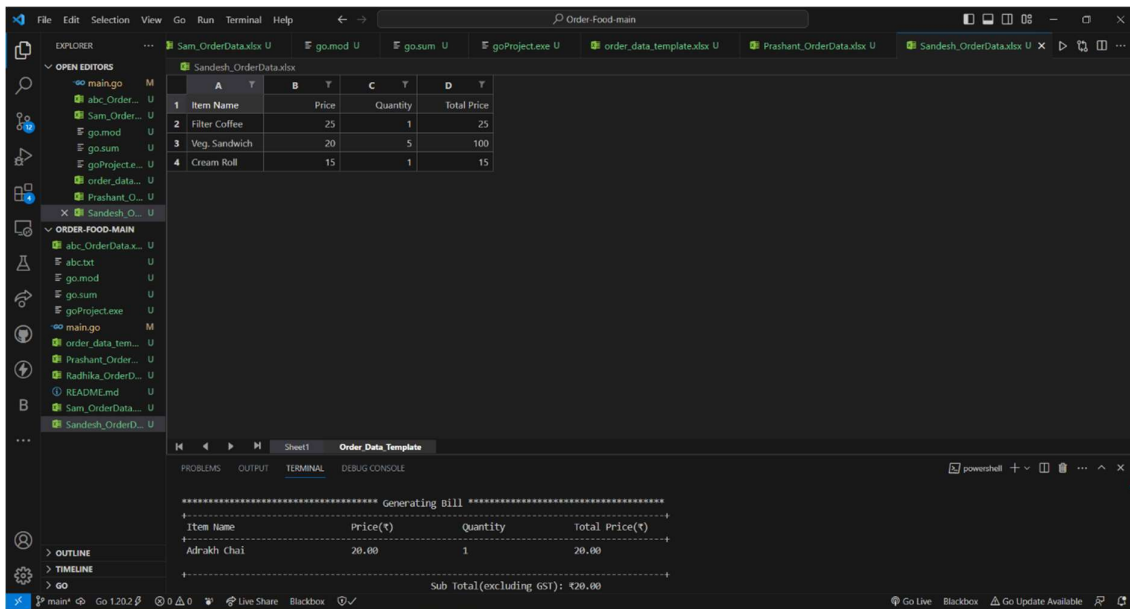 File Edit Selection View Go Run Terminal Help
Order-Food-main
EXPLORER
Sam_OrderData.xlsx U go.mod U go.sum U goProject.exe U order_data_template.xlsx U Prashant_OrderData.xlsx U Sandesh_OrderData.xlsx U
OPEN EDITORS
main.go M
abc_Order... U
Sam_Order... U
go.mod U
go.sum U
goProject.e... U
order_data... U
Prashant_O... U
Sandesh_O... U
ORDER-FOOD-MAIN
abc_OrderData.x... U
abc.txt U
go.mod U
go.sum U
goProject.exe U
main.go M
order_data_tem... U
Prashant_Order... U
Radhika_OrderD... U
README.md U
Sam_OrderData.... U
Sandesh_OrderD... U
OUTLINE
TIMELINE
GO
12
4
B
Sandesh_OrderData.xlsx
A B C D
1 Item Name Price Quantity Total Price
2 Filter Coffee 25 1 25
3 Veg. Sandwich 20 5 100
4 Cream Roll 15 1 15
Sheet1 Order_Data_Template
PROBLEMS OUTPUT TERMINAL DEBUG CONSOLE
powershell
Generating Bill
Item Name Price(₹) Quantity Total Price(₹)
Adrakh Chai 20.00 1 20.00
Sub Total(excluding GST): ₹20.00
main* Go 1.20.2 0 0 Live Share Blackbox
Go Live Blackbox Go Update Available